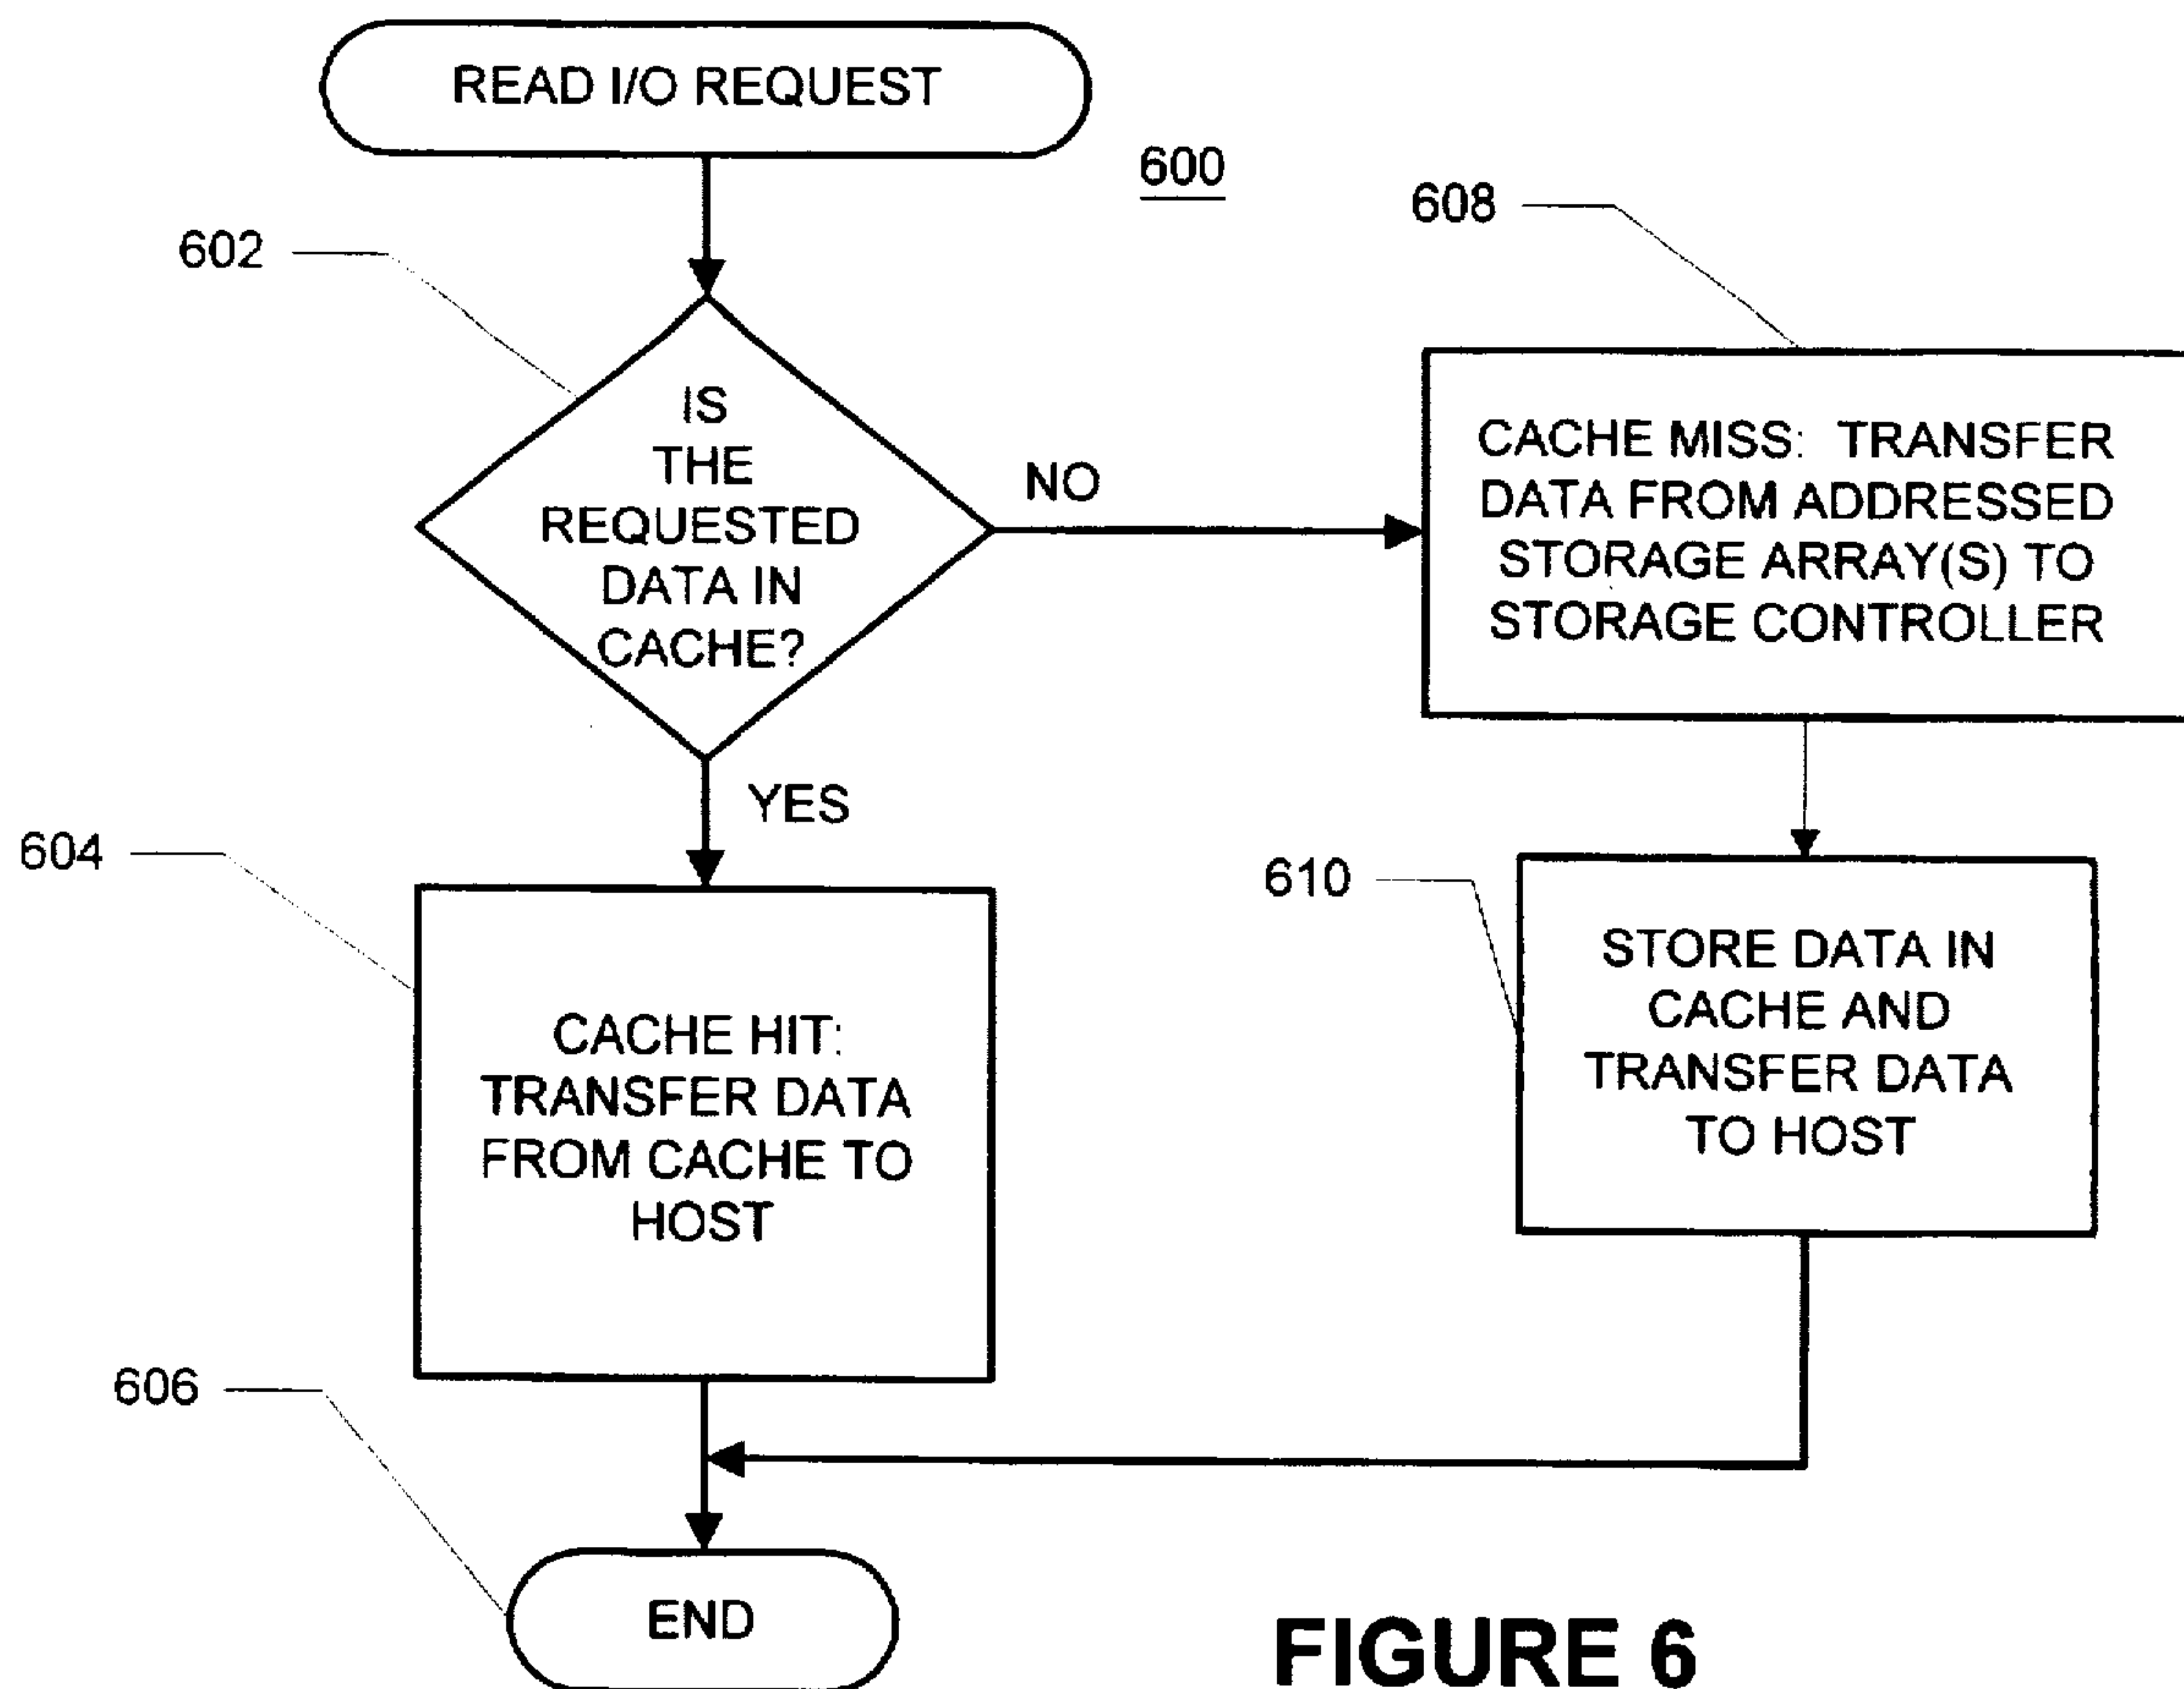 READ I/O REQUEST
600
602
IS
THE
REQUESTED
DATA IN
CACHE?
NO
608
CACHE MISS: TRANSFER
DATA FROM ADDRESSED
STORAGE ARRAY(S) TO
STORAGE CONTROLLER
YES
604
CACHE HIT:
TRANSFER DATA
FROM CACHE TO
HOST
610
STORE DATA IN
CACHE AND
TRANSFER DATA
TO HOST
606
END
FIGURE 6